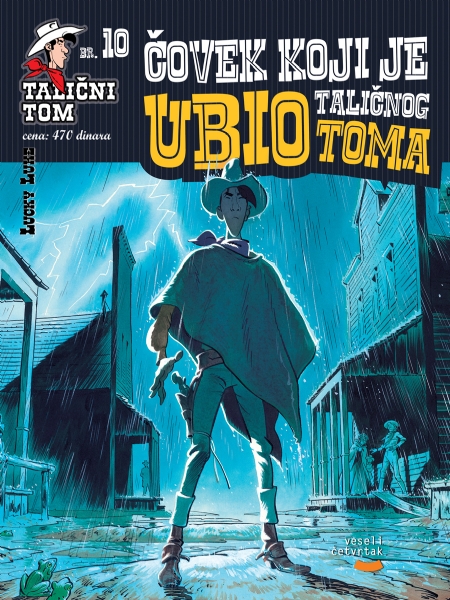 BR. 10
TALIČNI
TOM
cena: 470 dinara
LUCKY LUKE
ČOVEK KOJI JE
UBIO
TALIČNOG
TOMA
veseli
četvrtak